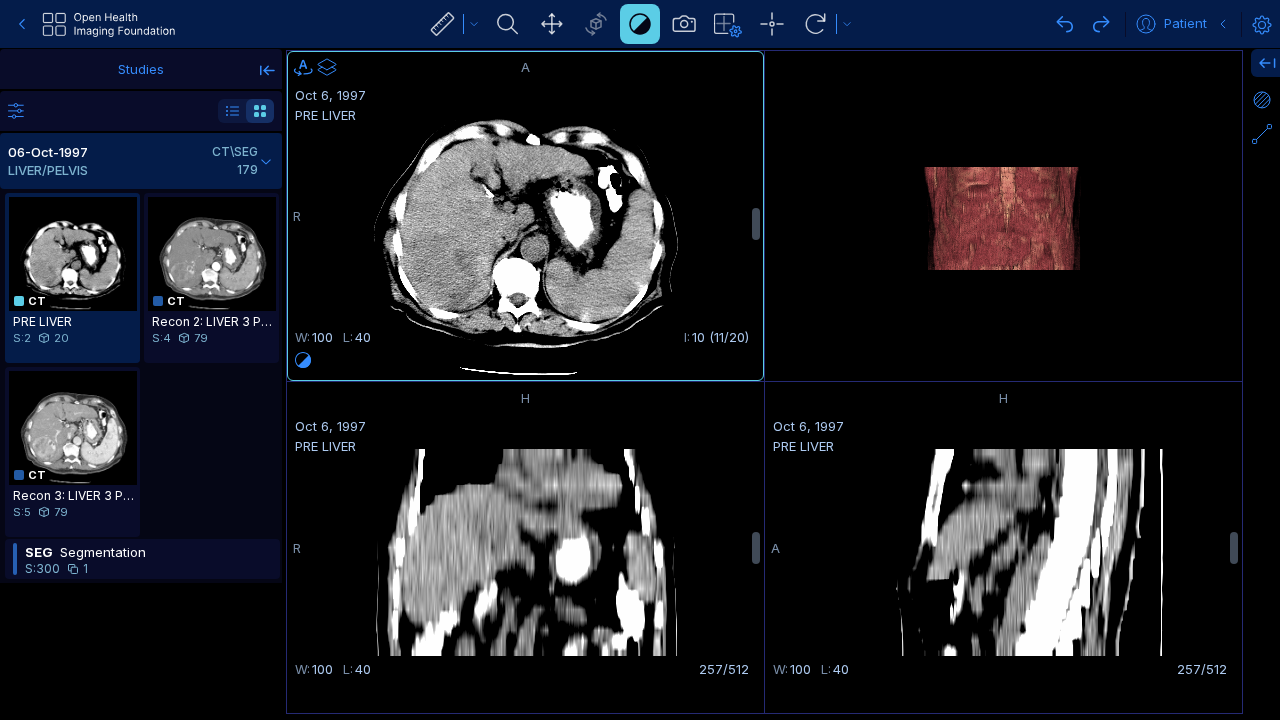 Open Health
Imaging Foundation
Patient
Studies
06-Oct-1997
CT\SEG
LIVER/PELVIS
179
CT
CT
PRE LIVER
Recon 2: LIVER 3 P…
S:2 20
S:4 79
CT
Recon 3: LIVER 3 P…
S:5 79
SEG Segmentation
S:300 1
A
A
Oct 6, 1997
PRE LIVER
R
W:100 L:40
I:10 (11/20)
H
Oct 6, 1997
PRE LIVER
R
W:100 L:40
257/512
H
Oct 6, 1997
PRE LIVER
A
W:100 L:40
257/512